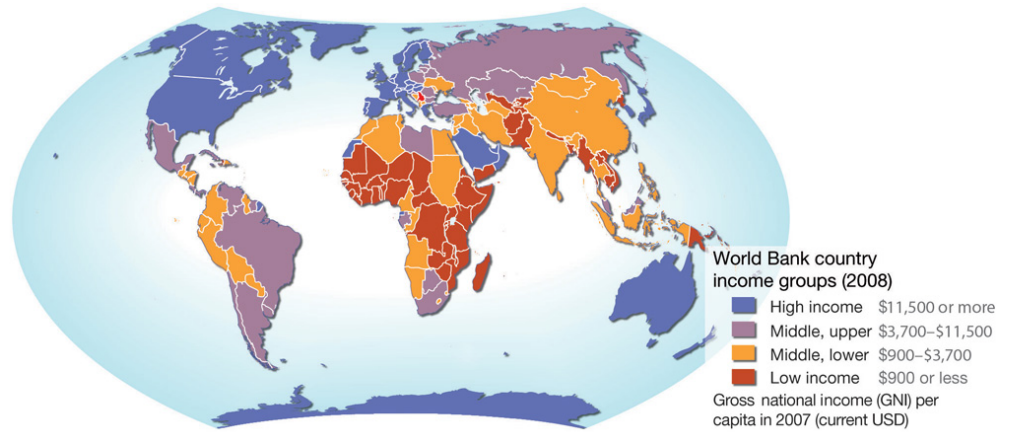 World Bank country
income groups (2008)
High income $11,500 or more
Middle, upper $3,700–$11,500
Middle, lower $900–$3,700
Low income $900 or less
Gross national income (GNI) per
capita in 2007 (current USD)